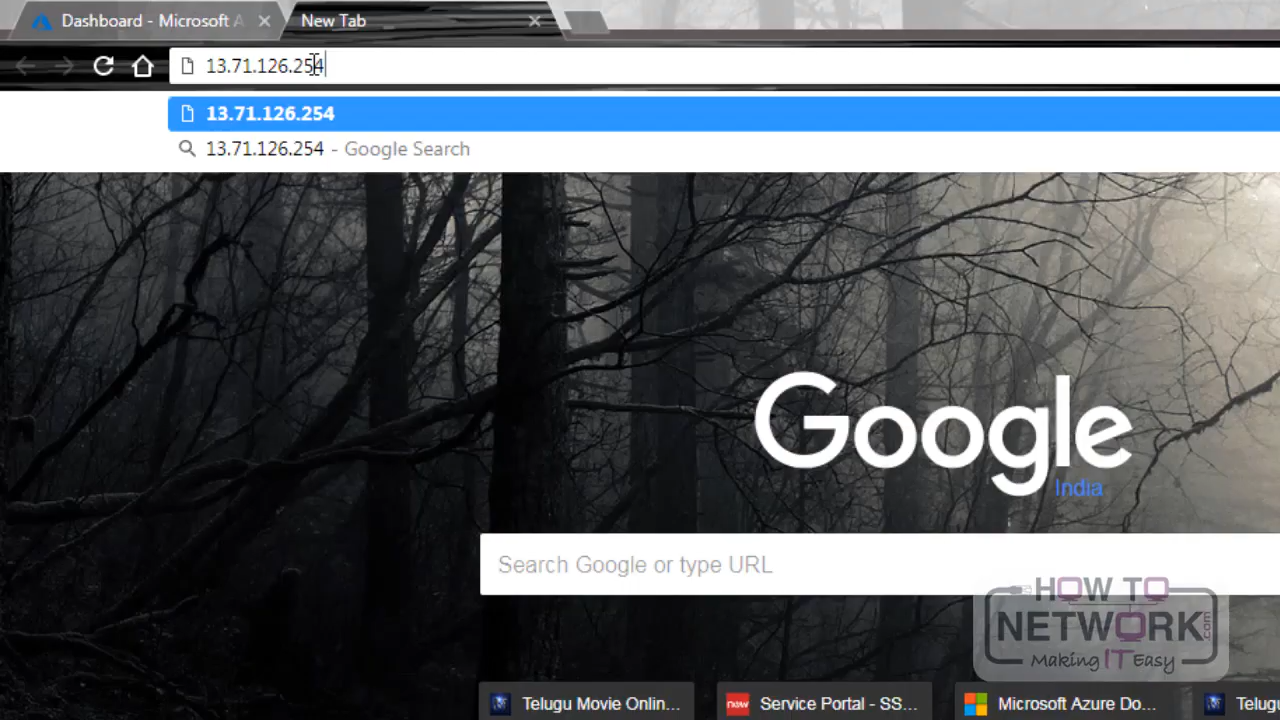 Dashboard - Microsoft A
New Tab
13.71.126.254
13.71.126.254
13.71.126.254 - Google Search
Google
India
Search Google or type URL
HOW TO
NETWORK.com
Making IT Easy
Telugu Movie Onlin...
now
Service Portal - SS...
Microsoft Azure Do...
Telug